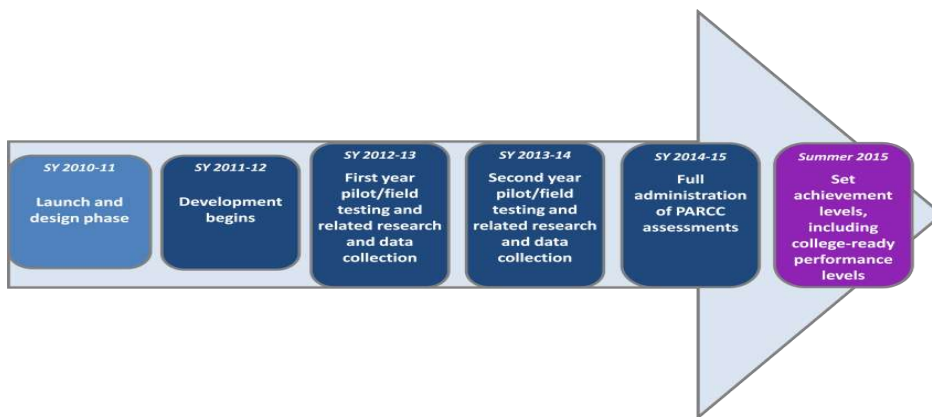 SY 2010-11
Launch and
design phase
SY 2011-12
Development
begins
SY 2012-13
First year
pilot/field
testing and
related research
and data
collection
SY 2013-14
Second year
pilot/field
testing and
related research
and data
collection
SY 2014-15
Full
administration
of PARCC
assessments
Summer 2015
Set
achievement
levels,
including
college-ready
performance
levels